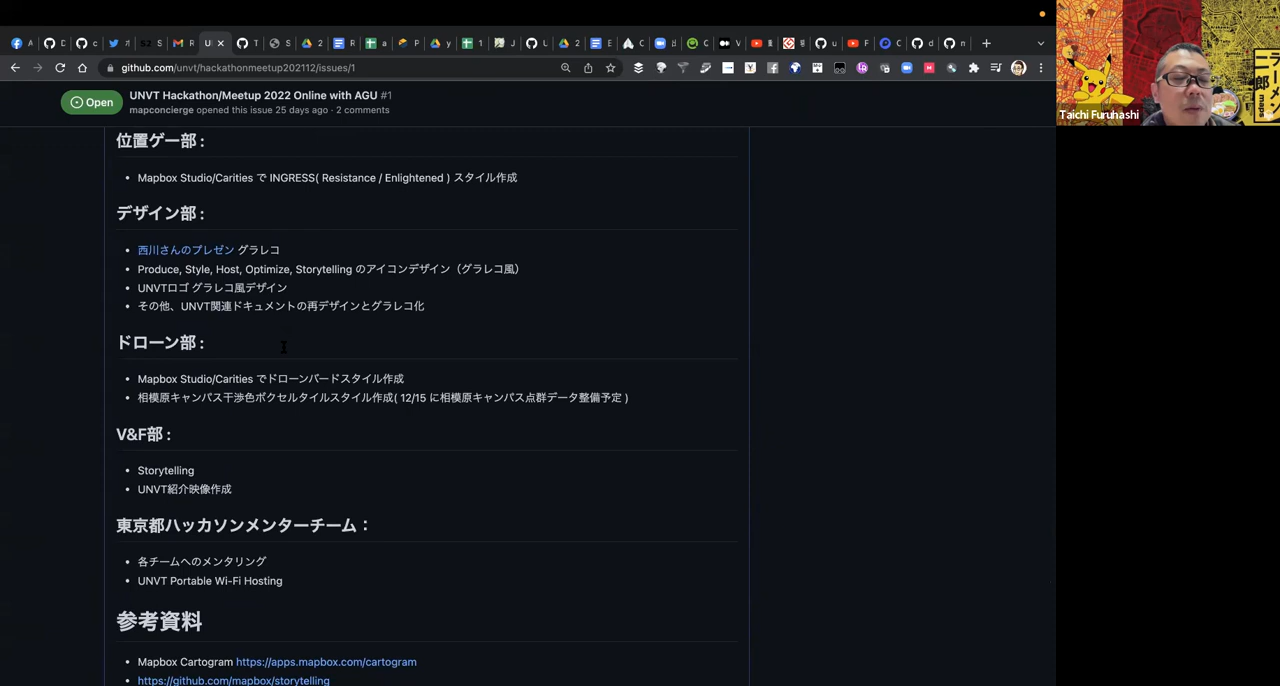 github.com/unvt/hackathonmeetup202112/issues/1
Open
UNVT Hackathon/Meetup 2022 Online with AGU #1
mapconcierge opened this issue 25 days ago · 2 comments
位置ゲー部 :
Mapbox Studio/Carities で INGRESS( Resistance / Enlightened ) スタイル作成
デザイン部 :
西川さんのプレゼン グラレコ
Produce, Style, Host, Optimize, Storytelling のアイコンデザイン（グラレコ風）
UNVTロゴ グラレコ風デザイン
その他、UNVT関連ドキュメントの再デザインとグラレコ化
ドローン部 :
Mapbox Studio/Carities でドローンバードスタイル作成
相模原キャンパス干渉色ボクセルタイルスタイル作成( 12/15 に相模原キャンパス点群データ整備予定 )
V&F部 :
Storytelling
UNVT紹介映像作成
東京都ハッカソンメンターチーム：
各チームへのメンタリング
UNVT Portable Wi-Fi Hosting
参考資料
Mapbox Cartogram https://apps.mapbox.com/cartogram
https://github.com/mapbox/storytelling
Taichi Furuhashi
ラーメン
二郎